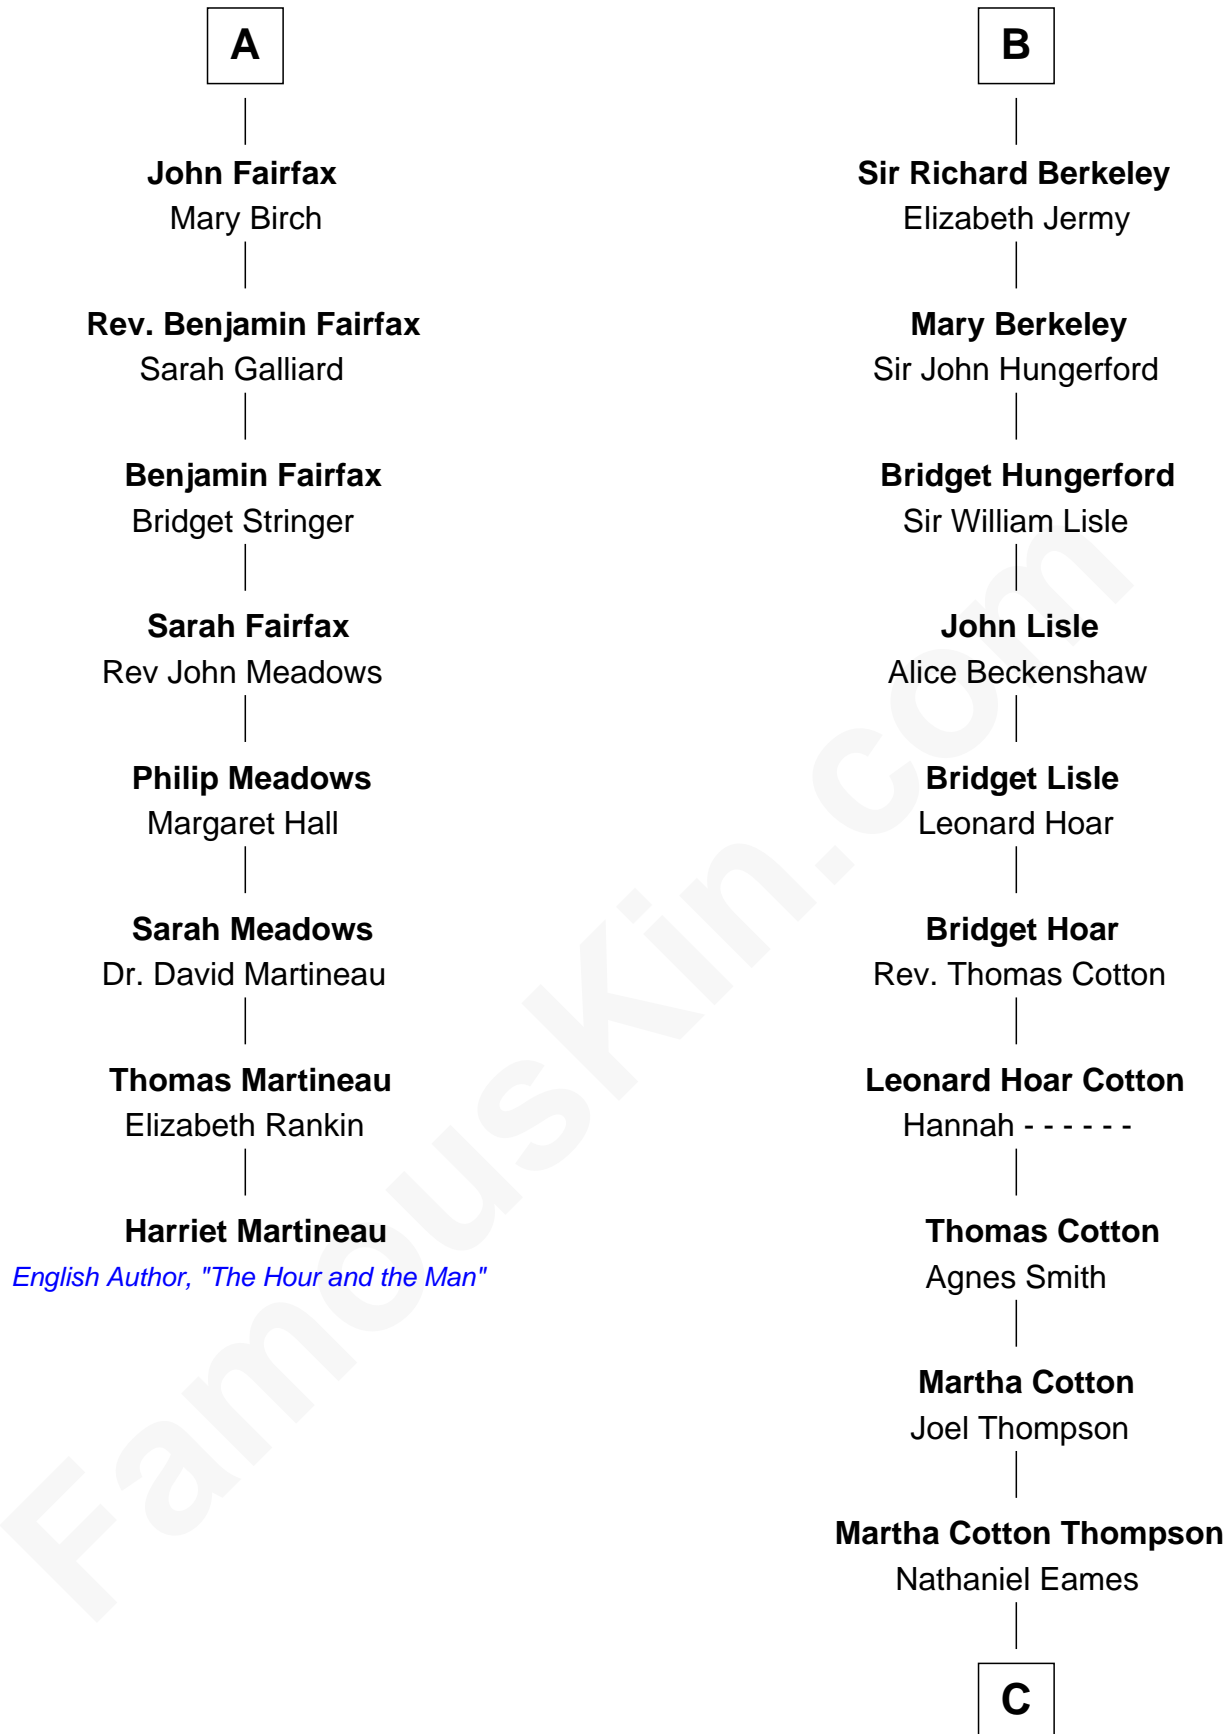 A
John Fairfax
Mary Birch
Rev. Benjamin Fairfax
Sarah Galliard
Benjamin Fairfax
Bridget Stringer
Sarah Fairfax
Rev John Meadows
Philip Meadows
Margaret Hall
Sarah Meadows
Dr. David Martineau
Thomas Martineau
Elizabeth Rankin
Harriet Martineau
English Author, "The Hour and the Man"
B
Sir Richard Berkeley
Elizabeth Jermy
Mary Berkeley
Sir John Hungerford
Bridget Hungerford
Sir William Lisle
John Lisle
Alice Beckenshaw
Bridget Lisle
Leonard Hoar
Bridget Hoar
Rev. Thomas Cotton
Leonard Hoar Cotton
Hannah - - - - - -
Thomas Cotton
Agnes Smith
Martha Cotton
Joel Thompson
Martha Cotton Thompson
Nathaniel Eames
C
FamousKin.com